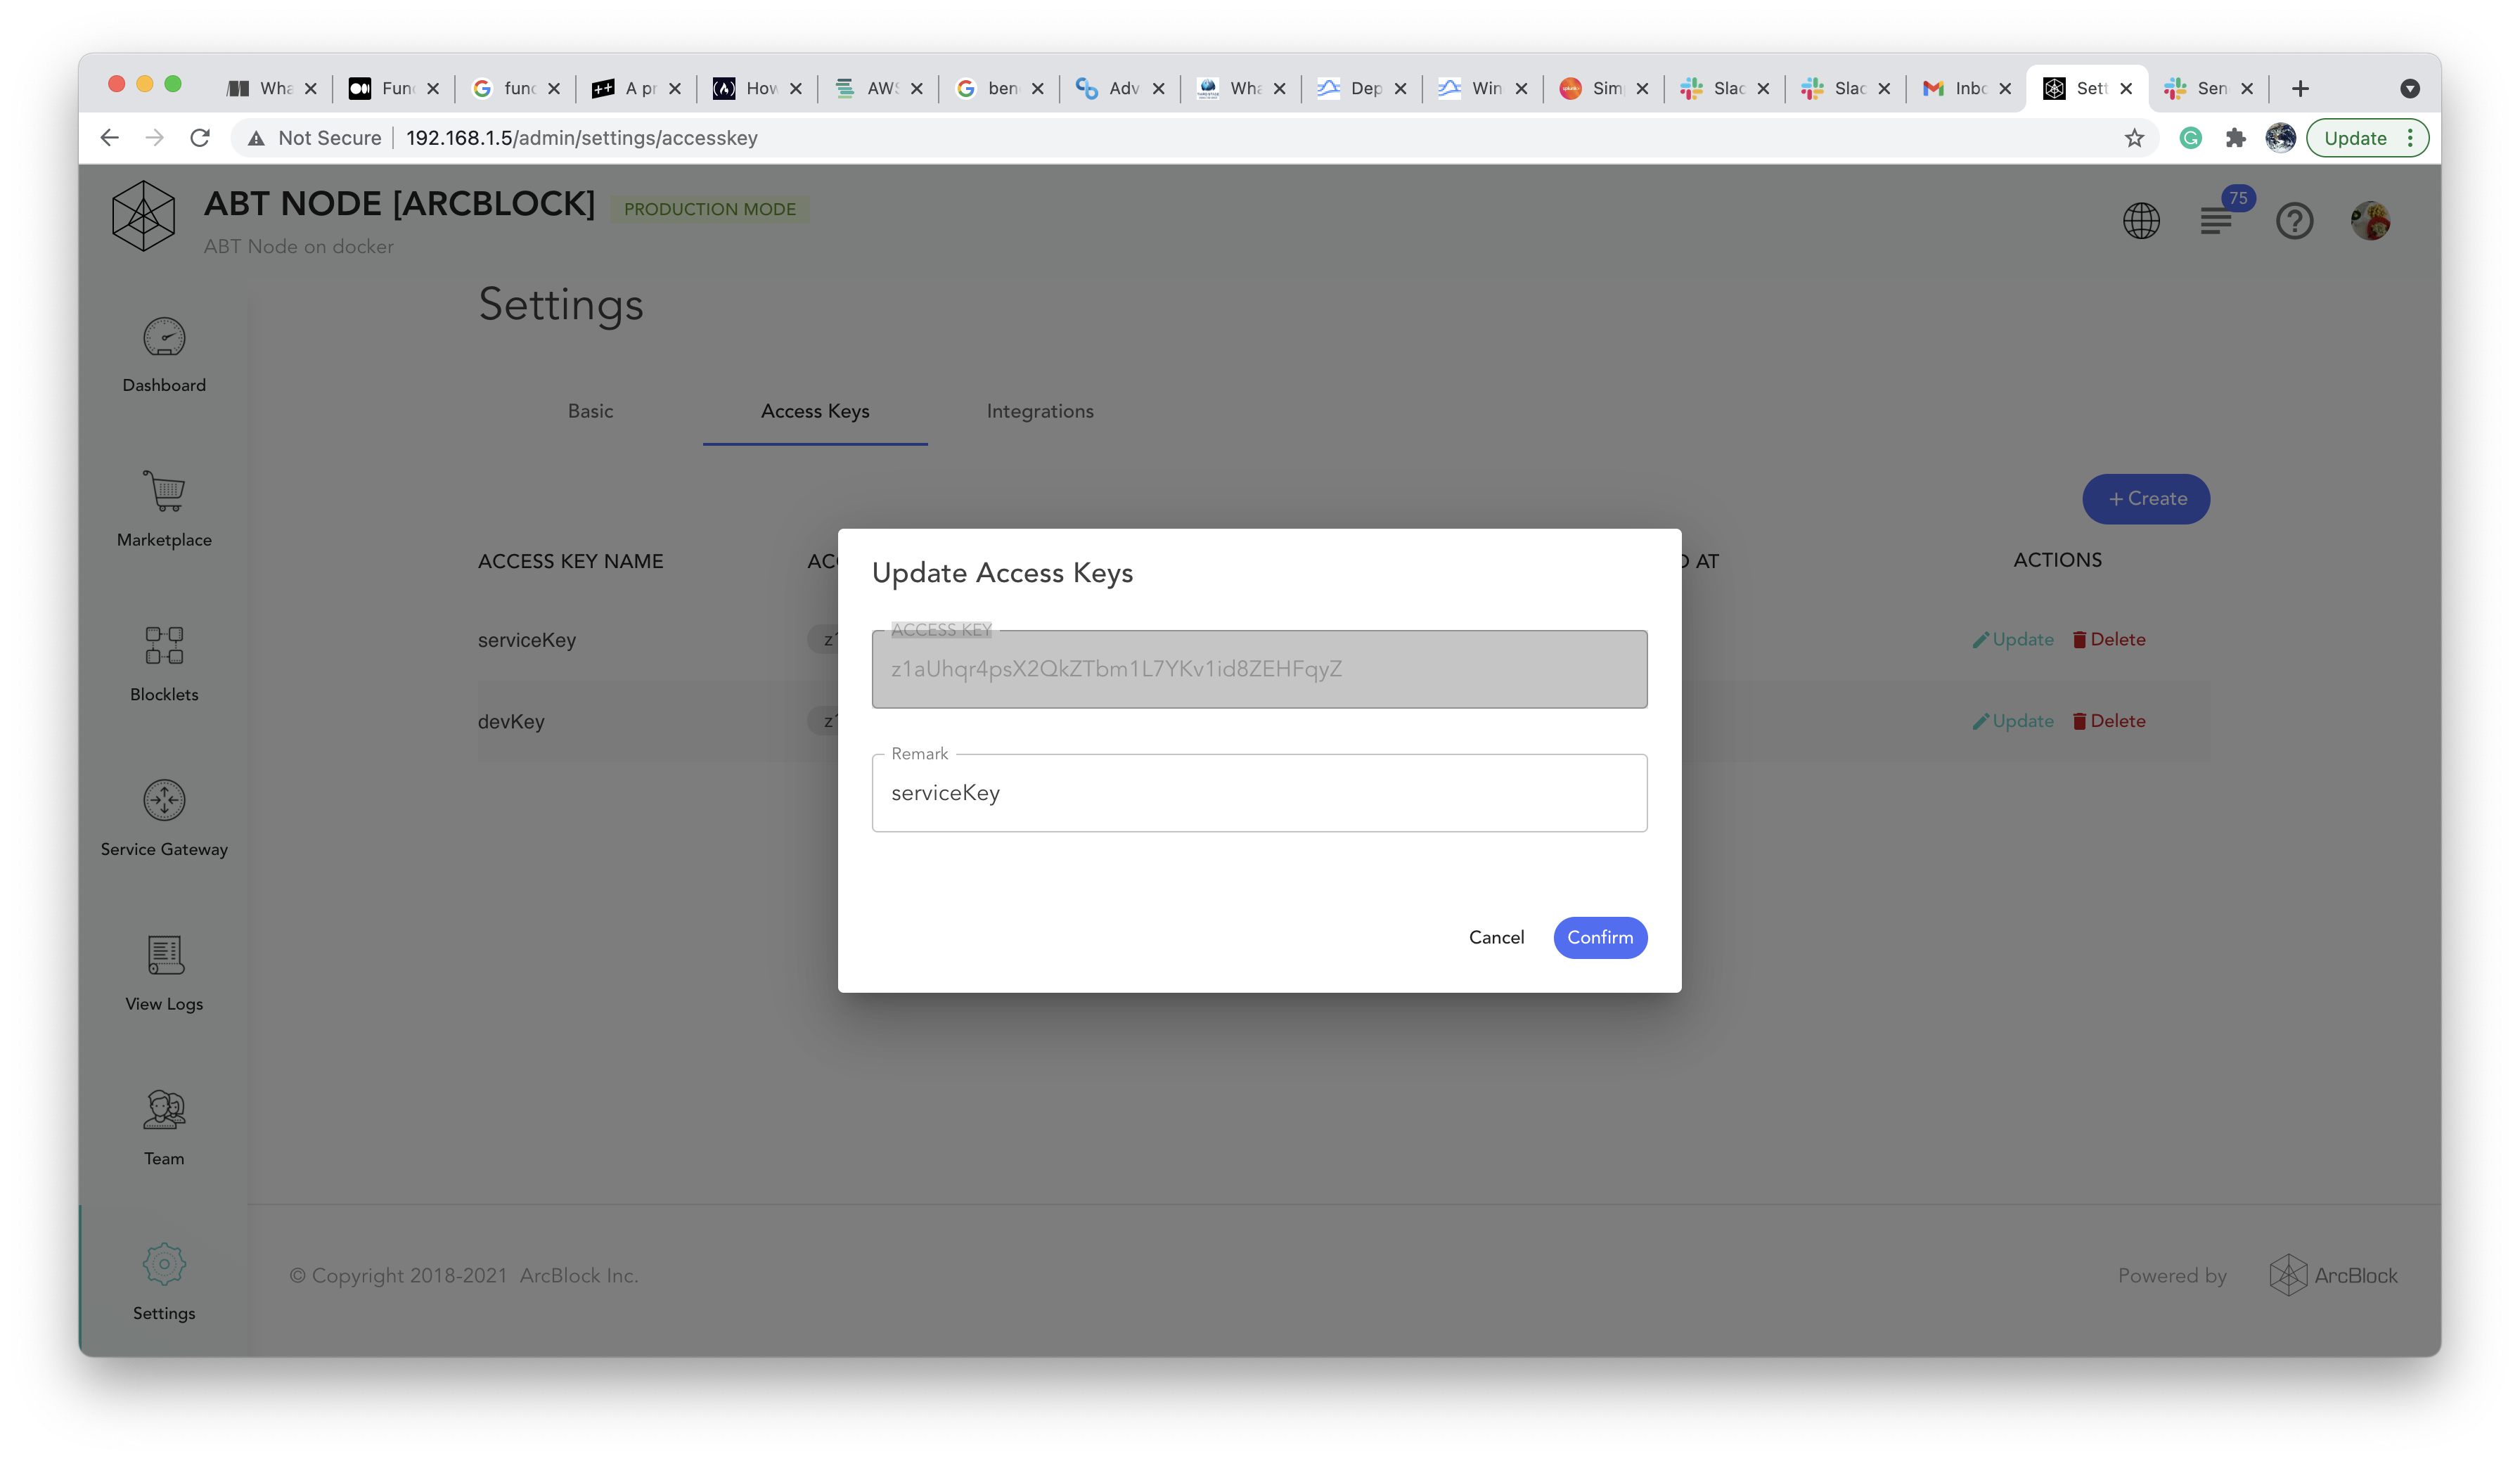 Wha Func func A pr How AWS ben Adv Wha Dep Win Sim Slac Slac Inbo Sett Sen
Not Secure 192.168.1.5/admin/settings/accesskey Update
ABT NODE [ARCBLOCK] PRODUCTION MODE
75
ABT Node on docker
Settings
Dashboard
Basic Access Keys Integrations
+ Create
Marketplace
ACCESS KEY NAME ACC D AT ACTIONS
Update Access Keys
ACCESS KEY
serviceKey z1 Update Delete
z1aUhqr4psX2QkZTbm1L7YKv1id8ZEHFqyZ
Blocklets
devKey z1 Update Delete
Remark
serviceKey
Service Gateway
Cancel Confirm
View Logs
Team
© Copyright 2018-2021 ArcBlock Inc. Powered by ArcBlock
Settings